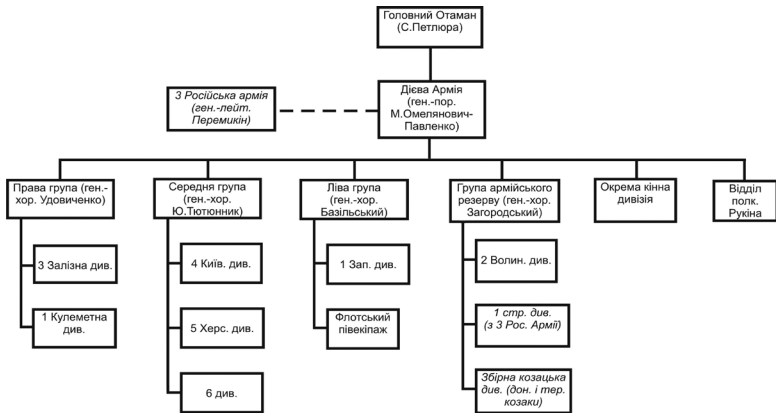 Головний Отаман
(С.Петлюра)
3 Російська армія
(ген.-лейт.
Перемикін)
Дієва Армія
(ген.-пор.
М.Омелянович-
Павленко)
Права група (ген.-
хор. Удовиченко)
Середня група
(ген.-хор.
Ю.Тютюнник)
Ліва група
(ген.-хор.
Базільський)
Група армійского
резерву (ген.-хор.
Загородський)
Окрема кінна
дивізія
Відділ
полк.
Рукіна
3 Залізна див.
4 Київ. див.
1 Зап. див.
2 Волин. див.
1 Кулеметна
див.
5 Херс. див.
Флотський
півекіпаж
1 стр. див.
(з 3 Рос. Армії)
6 див.
Збірна козацька
див. (дон. і тер.
козаки)